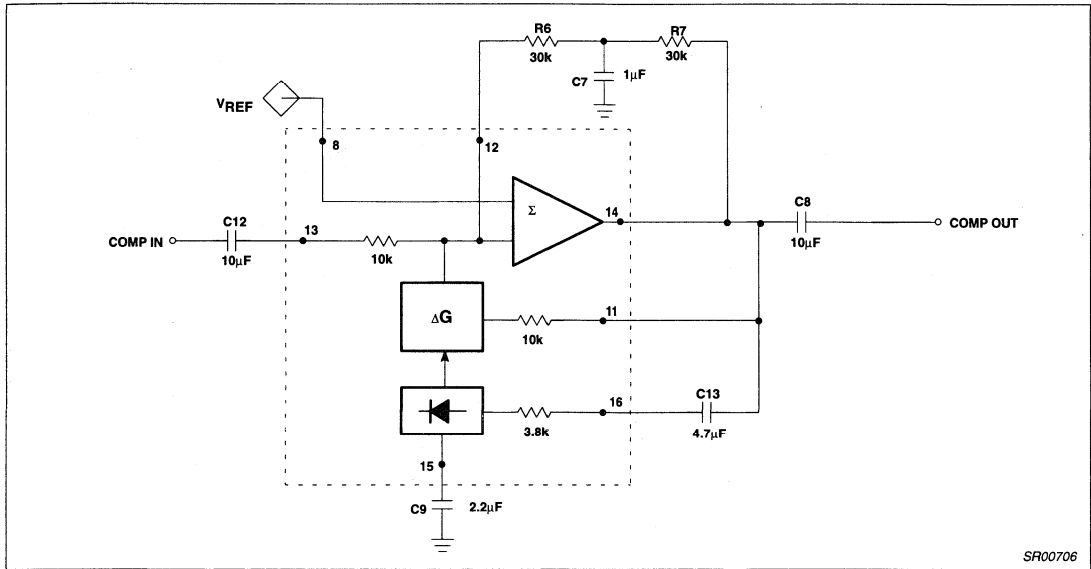 R6
30k
R7
30k
C7
1µF
VREF
8
12
Σ
14
C8
10µF
COMP OUT
COMP IN
C12
10µF
13
10k
ΔG
10k
11
3.8k
16
C13
4.7µF
15
C9
2.2µF
SR00706